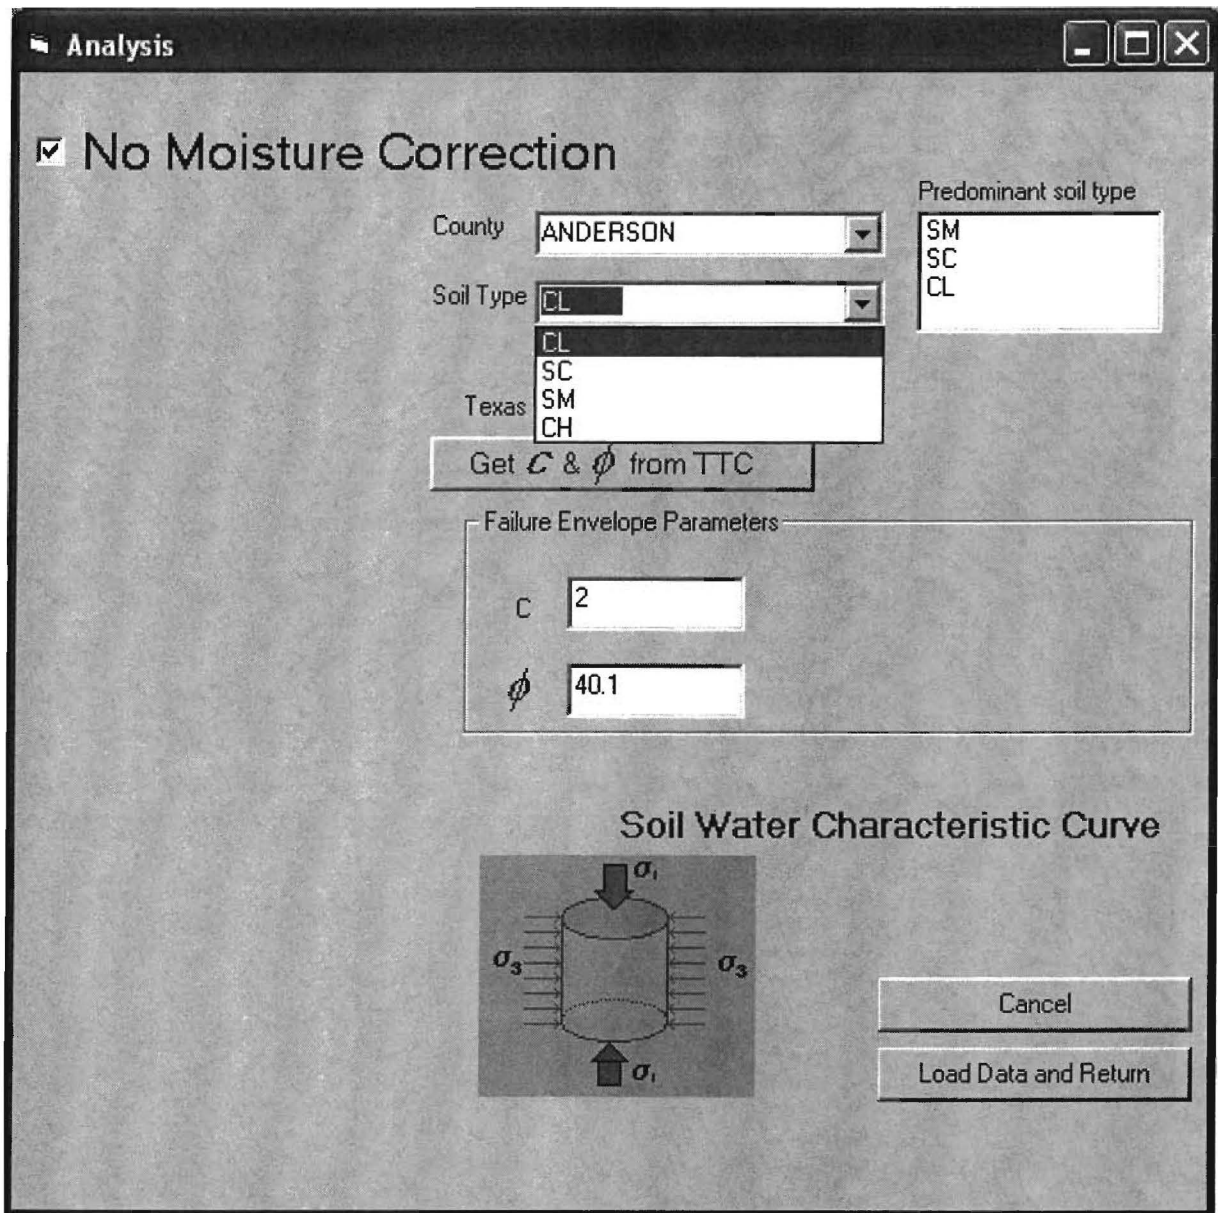 Analysis
No Moisture Correction
Predominant soil type
County ANDERSON
SM
SC
CL
Soil Type CL
CL
SC
SM
CH
Texas
Get C & ϕ from TTC
Failure Envelope Parameters
C 2
ϕ 40.1
Soil Water Characteristic Curve
σ₁
σ₃ σ₃
σ₁
Cancel
Load Data and Return